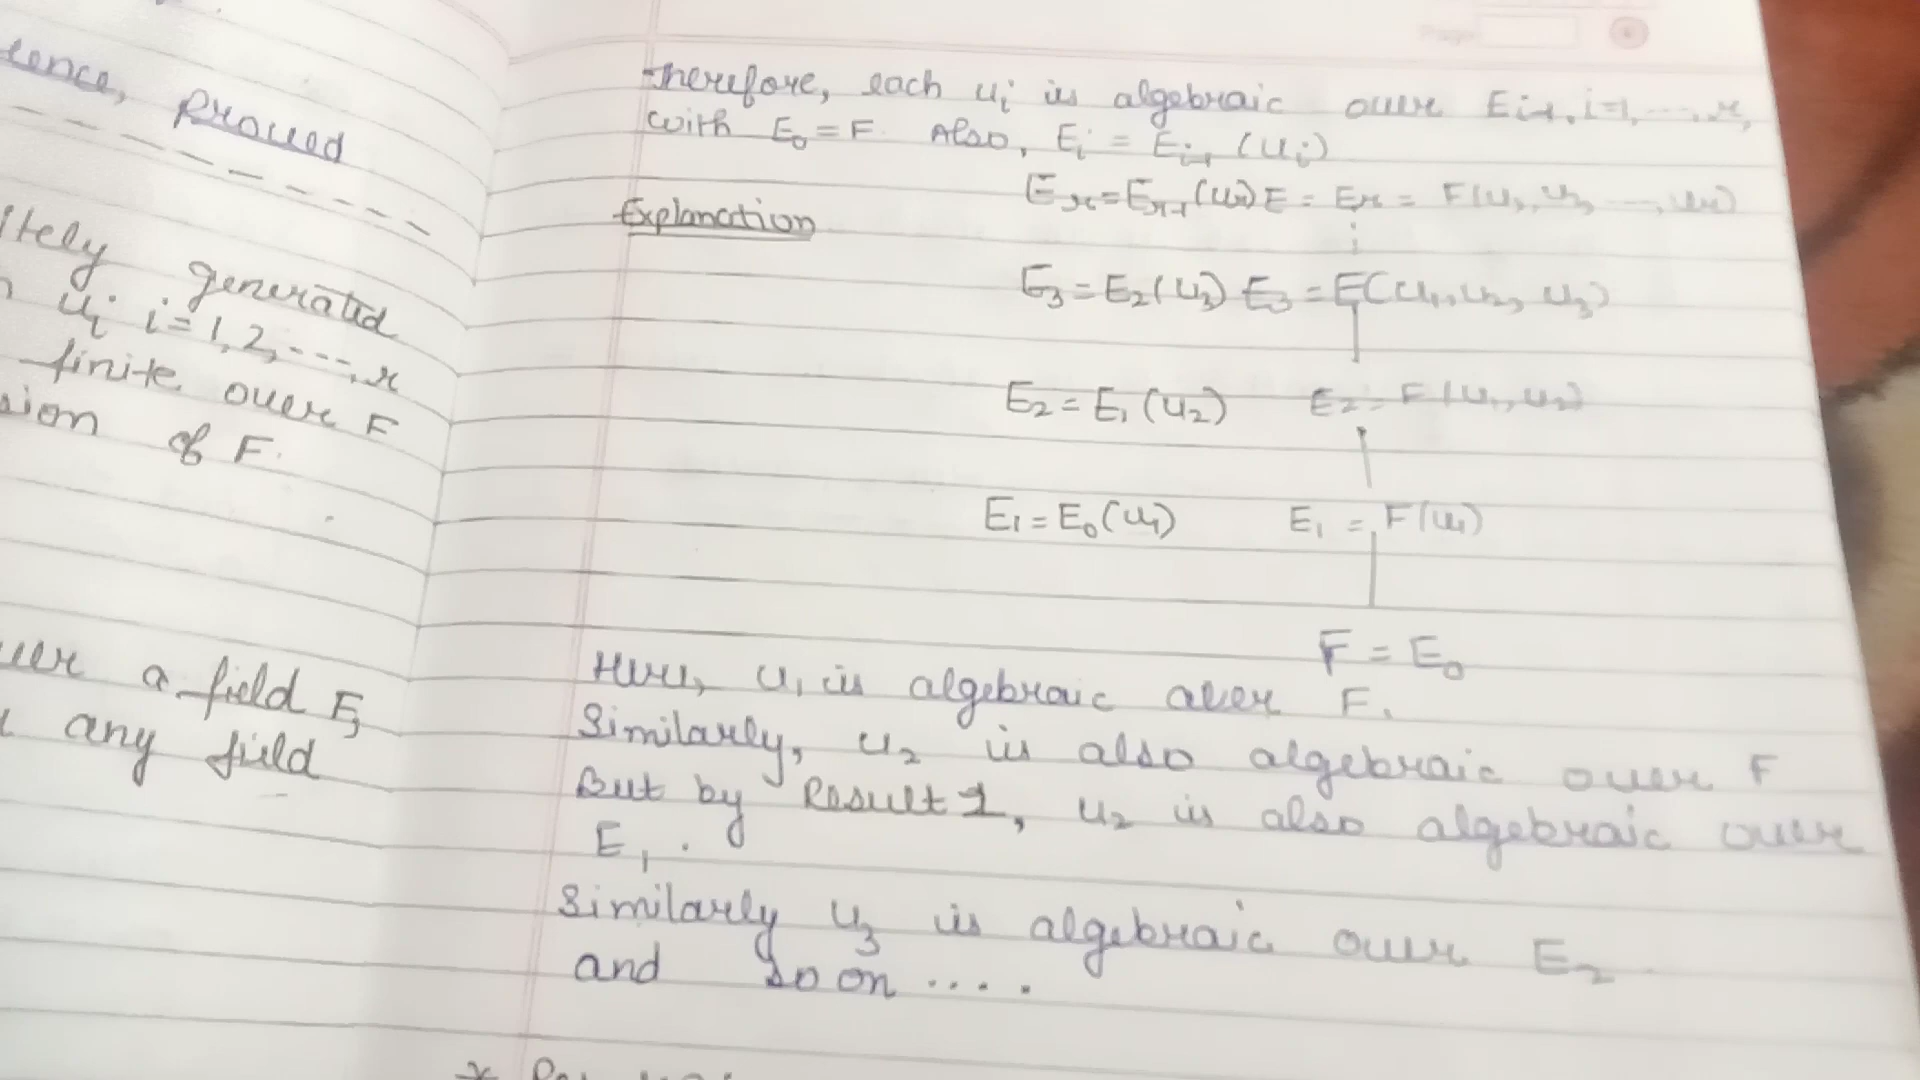 proved
itely generated
ui i=1,2,---,r
finite over F
sion of F.
over a field F,
any field
Therefore, each ui is algebraic over Ei-1, i=1,---,r,
with E0 = F. Also, Ei = Ei-1 (ui)
Er = Er-1 (ur) E = Er = F(u1, u2, ---, ur)
Explanation
E3 = E2 (u3) E3 = F(u1, u2, u3)
E2 = E1 (u2) E2 = F(u1, u2)
E1 = E0 (u1) E1 = F(u1)
F = E0
Here, u1 is algebraic over F.
Similarly, u2 is also algebraic over F
But by Result 1, u2 is also algebraic over
E1.
Similarly u3 is algebraic over E2
and so on ....